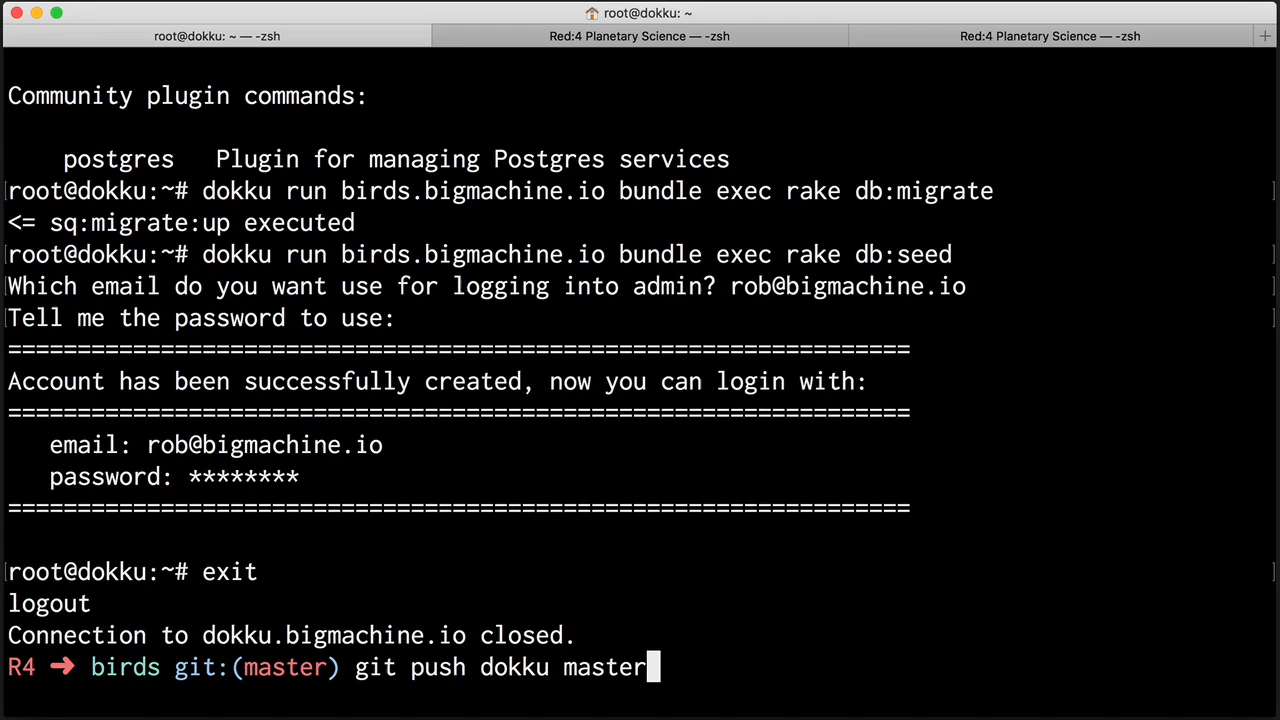 root@dokku: ~
root@dokku: ~ — -zsh
Red:4 Planetary Science — -zsh
Red:4 Planetary Science — -zsh
+
Community plugin commands:
postgres Plugin for managing Postgres services
root@dokku:~# dokku run birds.bigmachine.io bundle exec rake db:migrate
<= sq:migrate:up executed
root@dokku:~# dokku run birds.bigmachine.io bundle exec rake db:seed
Which email do you want use for logging into admin? rob@bigmachine.io
Tell me the password to use:
=================================================================
Account has been successfully created, now you can login with:
=================================================================
email: rob@bigmachine.io
password: ********
=================================================================
root@dokku:~# exit
logout
Connection to dokku.bigmachine.io closed.
R4 ➜ birds git:(master) git push dokku master